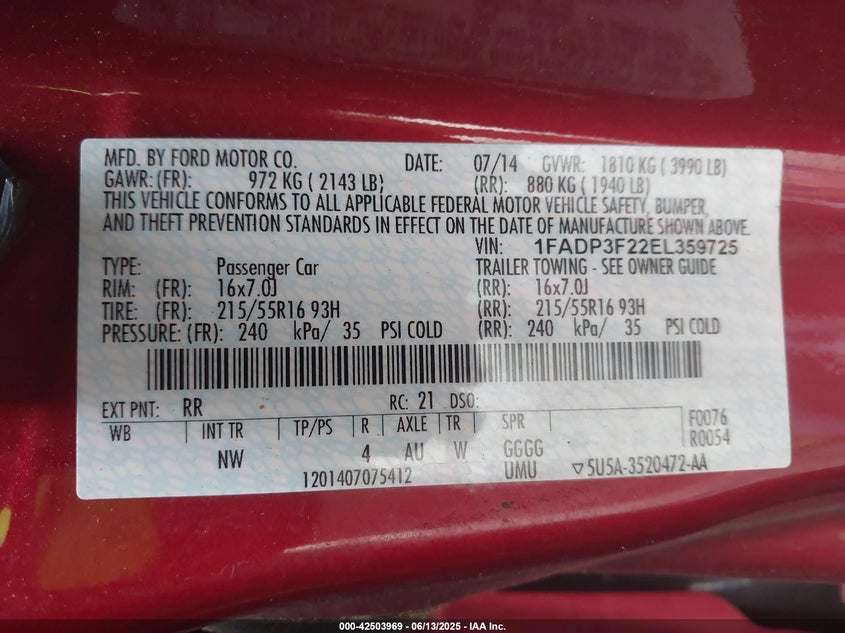 MFD. BY FORD MOTOR CO. DATE: 07/14 GVWR: 1810 KG ( 3990 LB)
GAWR: (FR): 972 KG ( 2143 LB) (RR): 880 KG ( 1940 LB)
THIS VEHICLE CONFORMS TO ALL APPLICABLE FEDERAL MOTOR VEHICLE SAFETY, BUMPER,
AND THEFT PREVENTION STANDARDS IN EFFECT ON THE DATE OF MANUFACTURE SHOWN ABOVE.
VIN: 1FADP3F22EL359725
TYPE: Passenger Car TRAILER TOWING - SEE OWNER GUIDE
RIM: (FR): 16x7.0J (RR): 16x7.0J
TIRE: (FR): 215/55R16 93H (RR): 215/55R16 93H
PRESSURE: (FR): 240 kPa/ 35 PSI COLD (RR): 240 kPa/ 35 PSI COLD
EXT PNT: RR RC: 21 DSO:
WB INT TR TP/PS R AXLE TR SPR F0076
R0054
NW 4 AU W GGGG
UMU
1201407075412 ▽5U5A-3520472-AA
000-42503969 - 06/13/2025 - IAA Inc.